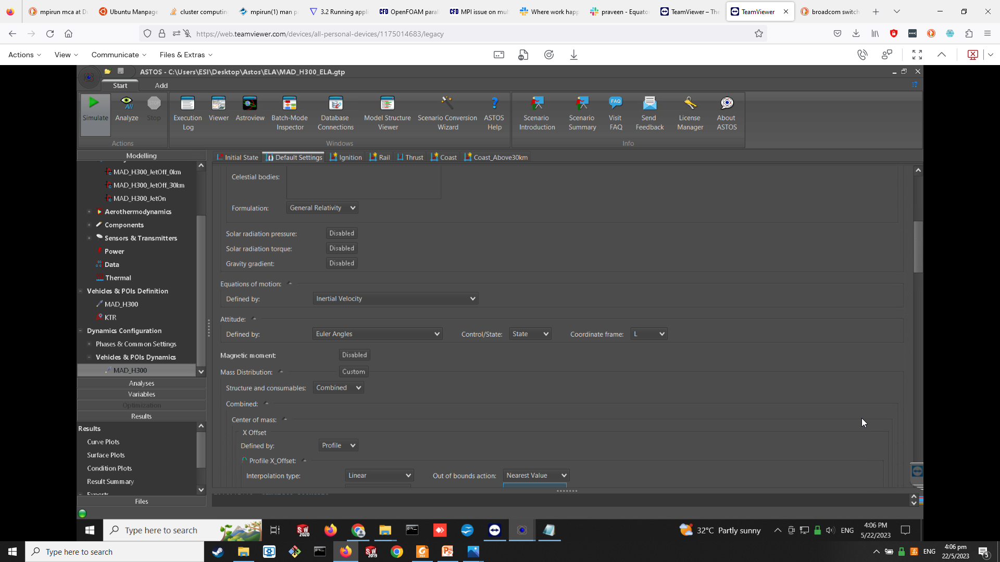 mpirun mca at D
Ubuntu Manpage
cluster computin
mpirun(1) man p
3.2 Running appli
OpenFOAM paral
MPI issue on mul
Where work happ
praveen - Equato
TeamViewer – The
TeamViewer
broadcom switch
https://web.teamviewer.com/devices/all-personal-devices/1175014683/legacy
Actions
View
Communicate
Files & Extras
ASTOS - C:\Users\ESI\Desktop\Astos\ELA\MAD_H300_ELA.gtp
Start
Add
Simulate
Analyze
Stop
Execution Log
Viewer
Astroview
Batch-Mode Inspector
Database Connections
Model Structure Viewer
Scenario Conversion Wizard
ASTOS Help
Scenario Introduction
Scenario Summary
Visit FAQ
Send Feedback
License Manager
About ASTOS
Actions
Windows
Info
Modelling
MAD_H300_JetOff_0km
MAD_H300_JetOff_30km
MAD_H300_JetOn
Aerothermodynamics
Components
Sensors & Transmitters
Power
Data
Thermal
Vehicles & POIs Definition
MAD_H300
KTR
Dynamics Configuration
Phases & Common Settings
Vehicles & POIs Dynamics
MAD_H300
Analyses
Variables
Optimization
Results
Results
Curve Plots
Surface Plots
Condition Plots
Result Summary
Files
Initial State
Default Settings
Ignition
Rail
Thrust
Coast
Coast_Above30km
Celestial bodies:
Formulation: General Relativity
Solar radiation pressure: Disabled
Solar radiation torque: Disabled
Gravity gradient: Disabled
Equations of motion:
Defined by: Inertial Velocity
Attitude:
Defined by: Euler Angles Control/State: State Coordinate frame: L
Magnetic moment: Disabled
Mass Distribution: Custom
Structure and consumables: Combined
Combined:
Center of mass:
X Offset
Defined by: Profile
Profile X_Offset:
Interpolation type: Linear Out of bounds action: Nearest Value
Type here to search
32°C Partly sunny
ENG
4:06 PM
5/22/2023
Type here to search
ENG
4:06 pm
22/5/2023
5